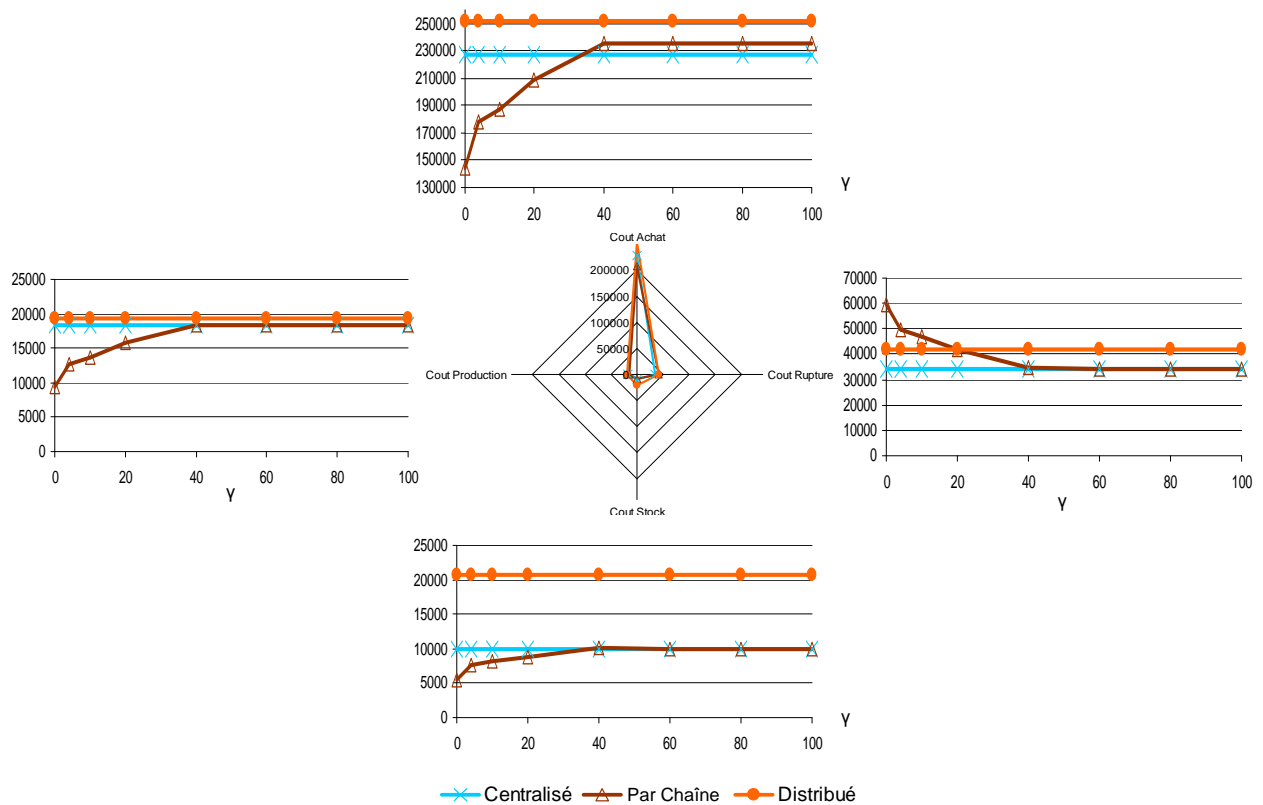 250000
230000
210000
190000
170000
150000
130000
0 20 40 60 80 100
γ
Cout Achat
200000
150000
100000
50000
0
Cout Production
Cout Rupture
Cout Stock
25000
20000
15000
10000
5000
0
0 20 40 60 80 100
γ
70000
60000
50000
40000
30000
20000
10000
0
0 20 40 60 80 100
γ
25000
20000
15000
10000
5000
0
0 20 40 60 80 100
γ
Centralisé Par Chaîne Distribué